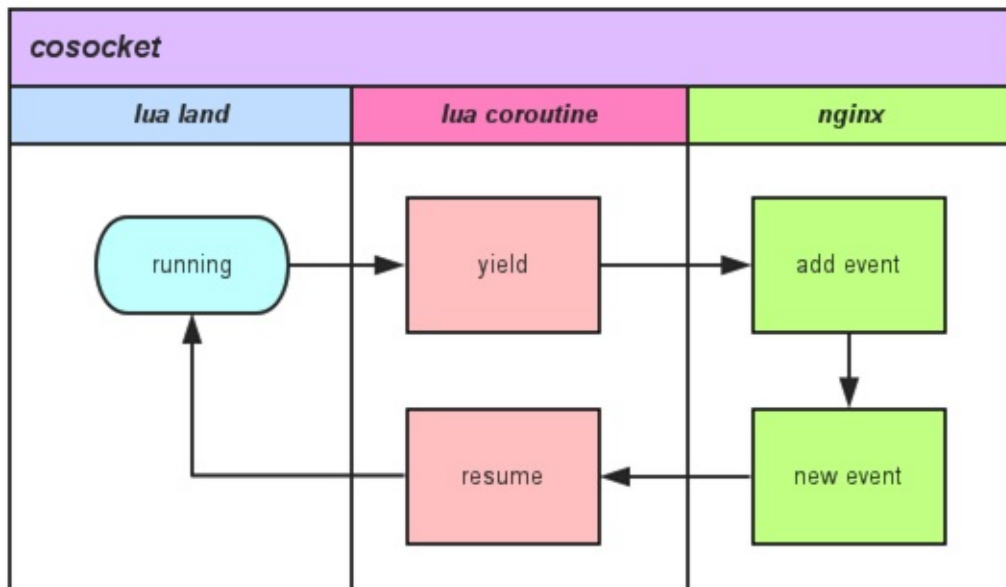 cosocket
lua land
lua coroutine
nginx
running
yield
add event
resume
new event